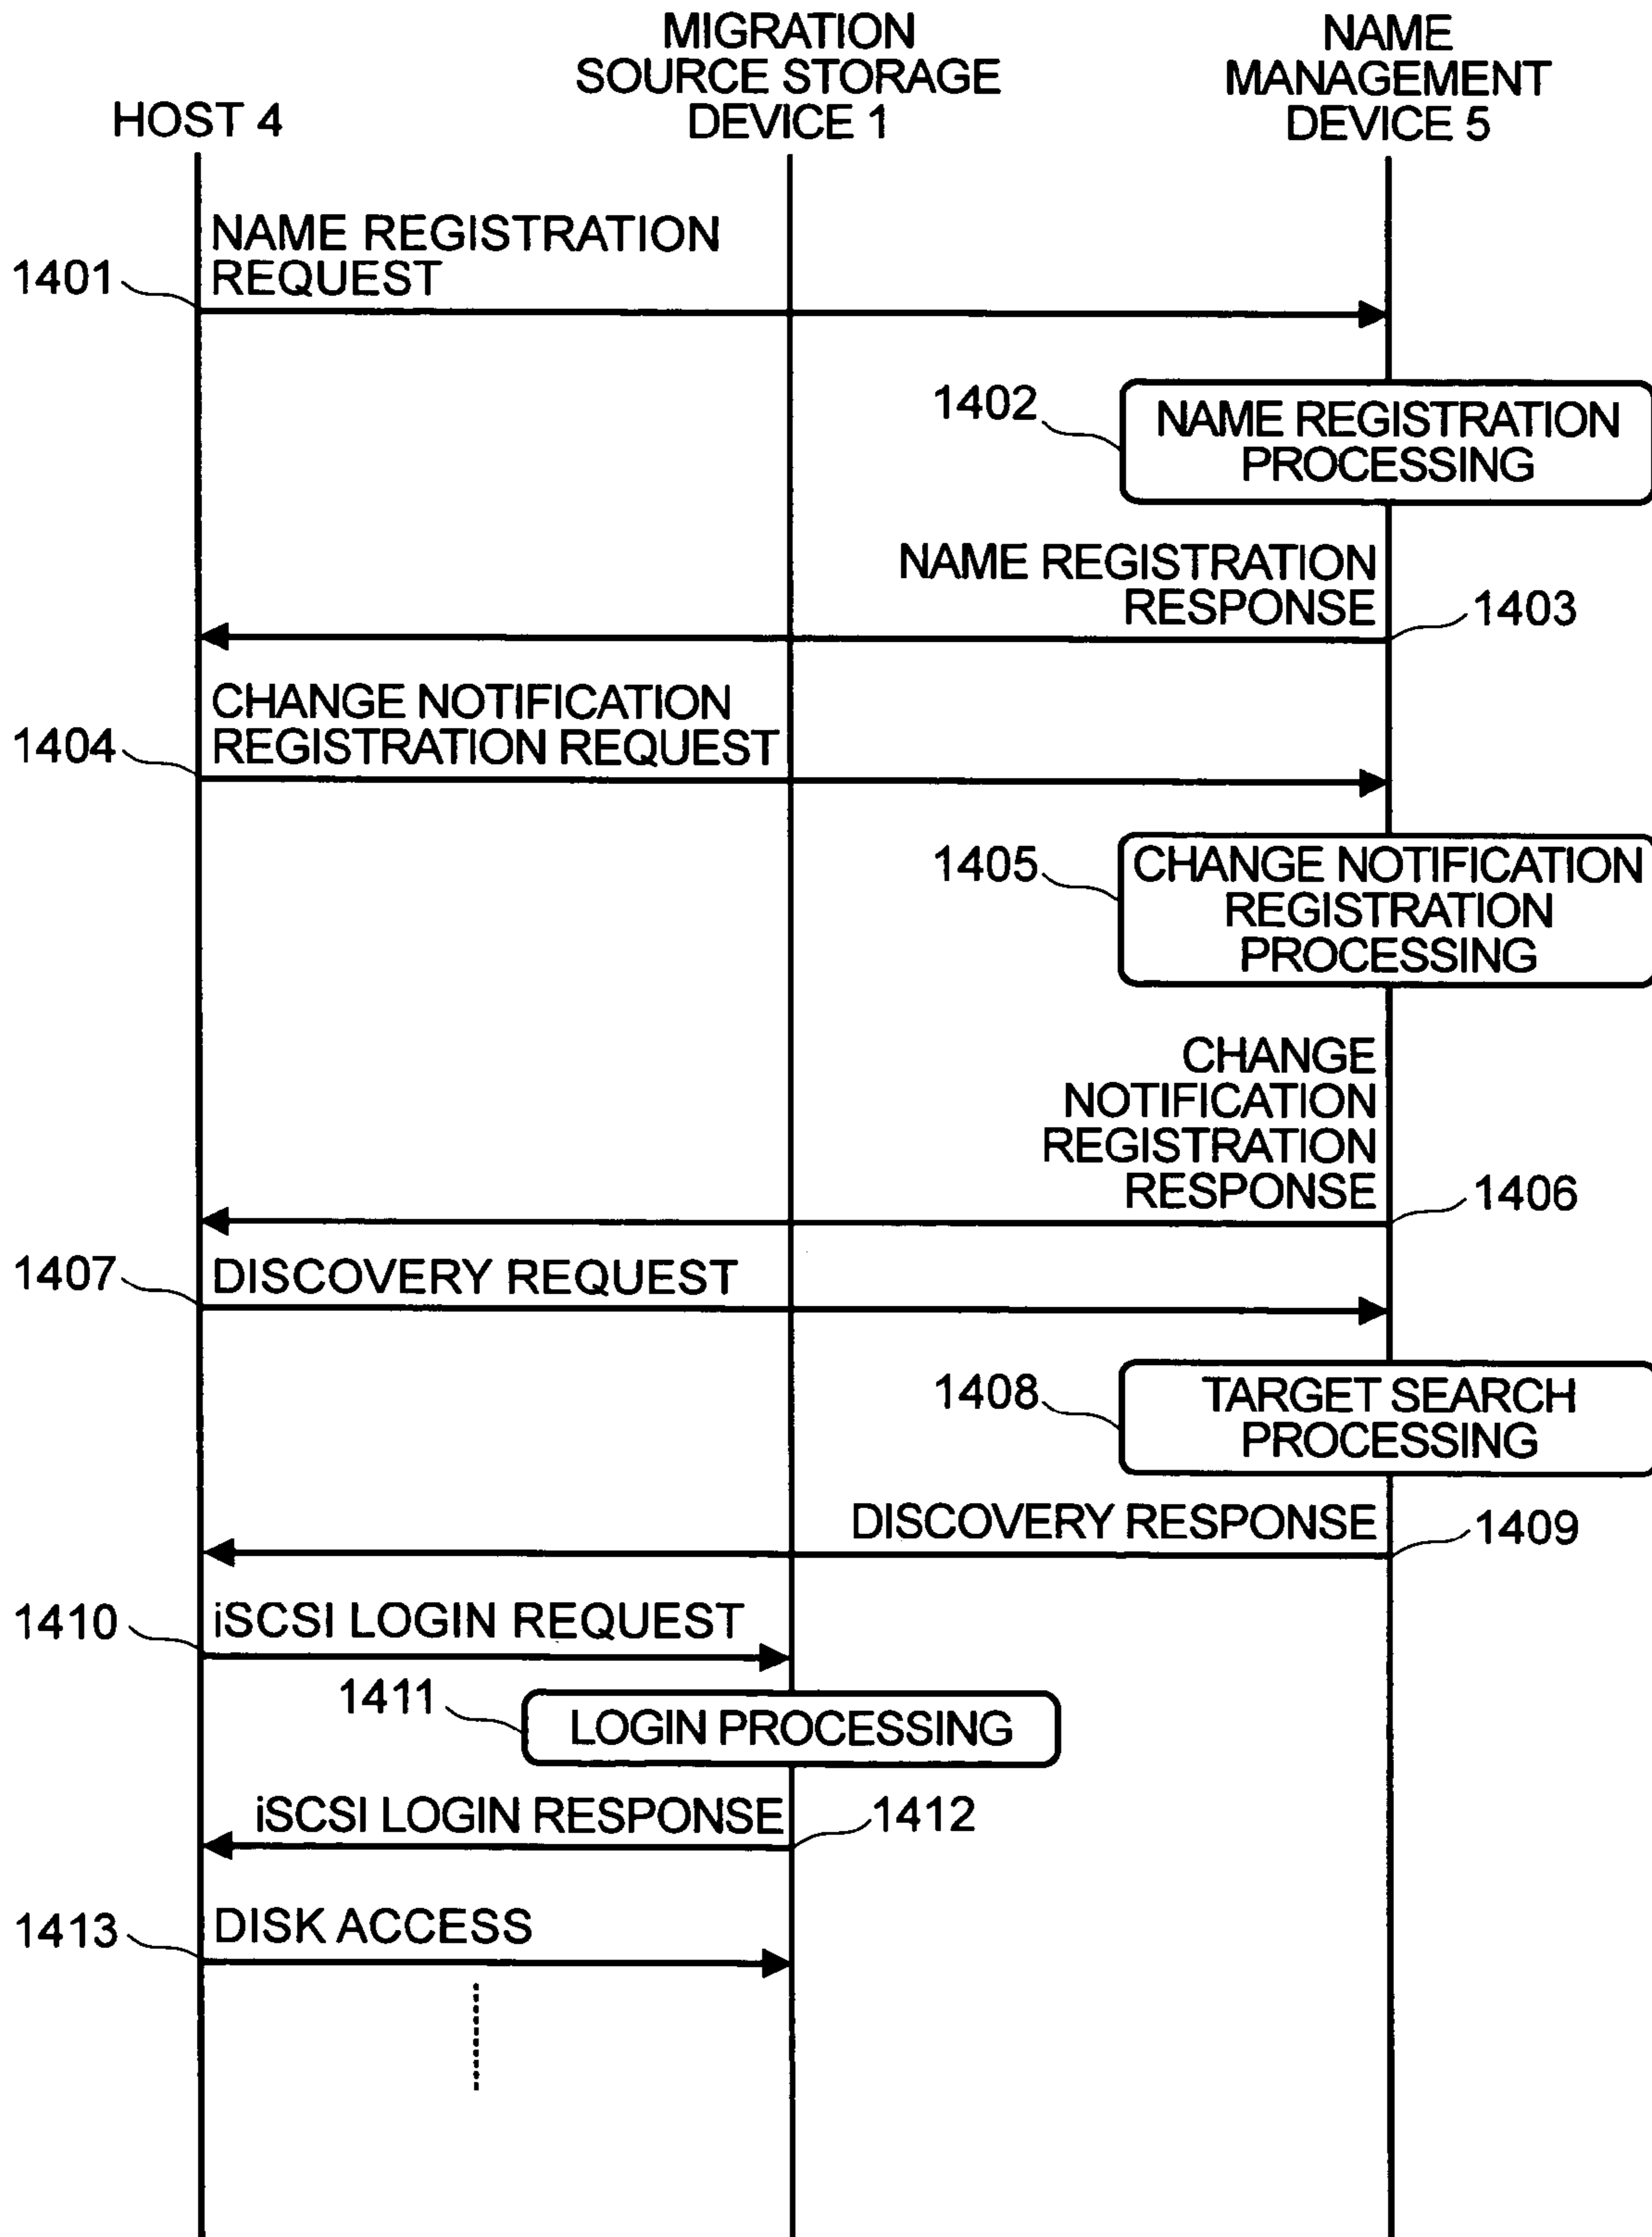 MIGRATION
SOURCE STORAGE
DEVICE 1
NAME
MANAGEMENT
DEVICE 5
HOST 4
NAME REGISTRATION
REQUEST
1401
1402
NAME REGISTRATION
PROCESSING
NAME REGISTRATION
RESPONSE
1403
CHANGE NOTIFICATION
REGISTRATION REQUEST
1404
1405
CHANGE NOTIFICATION
REGISTRATION
PROCESSING
CHANGE
NOTIFICATION
REGISTRATION
RESPONSE
1406
1407
DISCOVERY REQUEST
1408
TARGET SEARCH
PROCESSING
DISCOVERY RESPONSE
1409
1410
iSCSI LOGIN REQUEST
1411
LOGIN PROCESSING
iSCSI LOGIN RESPONSE
1412
1413
DISK ACCESS